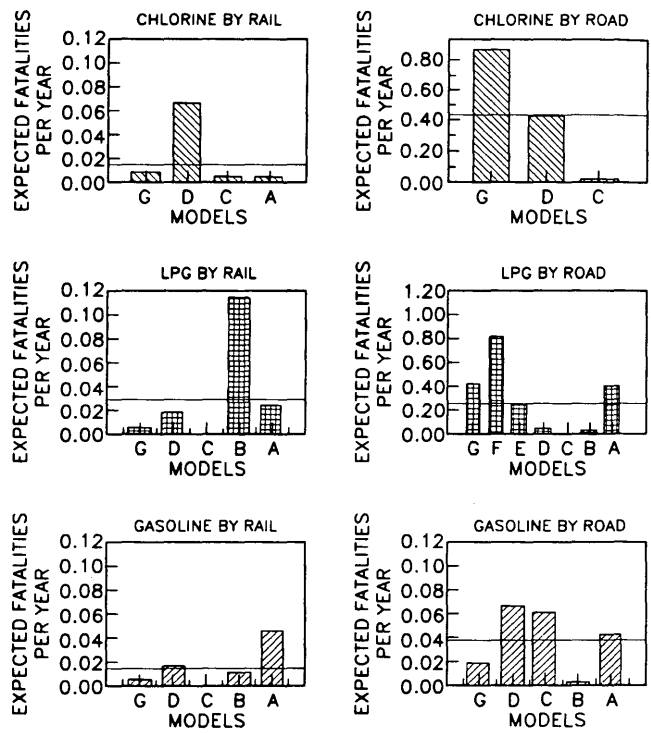 CHLORINE BY RAIL
EXPECTED FATALITIES
PER YEAR
0.12
0.10
0.08
0.06
0.04
0.02
0.00
G D C A
MODELS
CHLORINE BY ROAD
EXPECTED FATALITIES
PER YEAR
0.80
0.60
0.40
0.20
0.00
G D C
MODELS
LPG BY RAIL
EXPECTED FATALITIES
PER YEAR
0.12
0.10
0.08
0.06
0.04
0.02
0.00
G D C B A
MODELS
LPG BY ROAD
EXPECTED FATALITIES
PER YEAR
1.20
1.00
0.80
0.60
0.40
0.20
0.00
G F E D C B A
MODELS
GASOLINE BY RAIL
EXPECTED FATALITIES
PER YEAR
0.12
0.10
0.08
0.06
0.04
0.02
0.00
G D C B A
MODELS
GASOLINE BY ROAD
EXPECTED FATALITIES
PER YEAR
0.12
0.10
0.08
0.06
0.04
0.02
0.00
G D C B A
MODELS